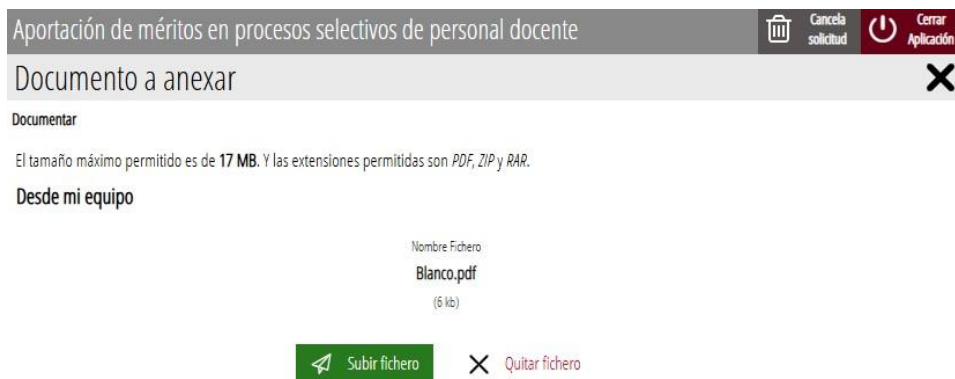 Aportación de méritos en procesos selectivos de personal docente
Cancela
solicitud
Cerrar
Aplicación
Documento a anexar
Documentar
El tamaño máximo permitido es de 17 MB. Y las extensiones permitidas son PDF, ZIP y RAR.
Desde mi equipo
Nombre Fichero
Blanco.pdf
(6 kb)
Subir fichero
Quitar fichero